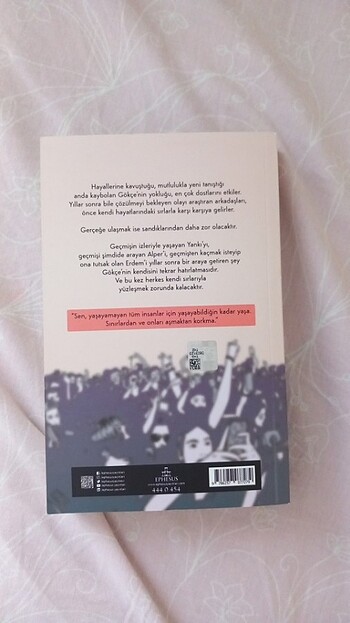 Hayallerine kavuştuğu, mutlulukla yeni tanıştığı
anda kaybolan Gökçe'nin yokluğu, en çok dostlarını etkiler.
Yıllar sonra bile çözülmeyi bekleyen olayı araştıran arkadaşları,
önce kendi hayatlarındaki sırlarla karşı karşıya gelirler.
Gerçeğe ulaşmak ise sandıklarından daha zor olacaktır.
Geçmişin izleriyle yaşayan Yankı'yı,
geçmişi şimdide arayan Alper'i, geçmişten kaçmak isteyip
ona tutsak olan Erdem'i yıllar sonra bir araya getiren şey
Gökçe'nin kendisini tekrar hatırlatmasıdır.
Ve bu kez herkes kendi sırlarıyla
yüzleşmek zorunda kalacaktır.
"Sen, yaşayamayan tüm insanlar için yaşayabildiğin kadar yaşa.
Sınırlardan ve onları aşmaktan korkma."
EPHESUS
444 0 454